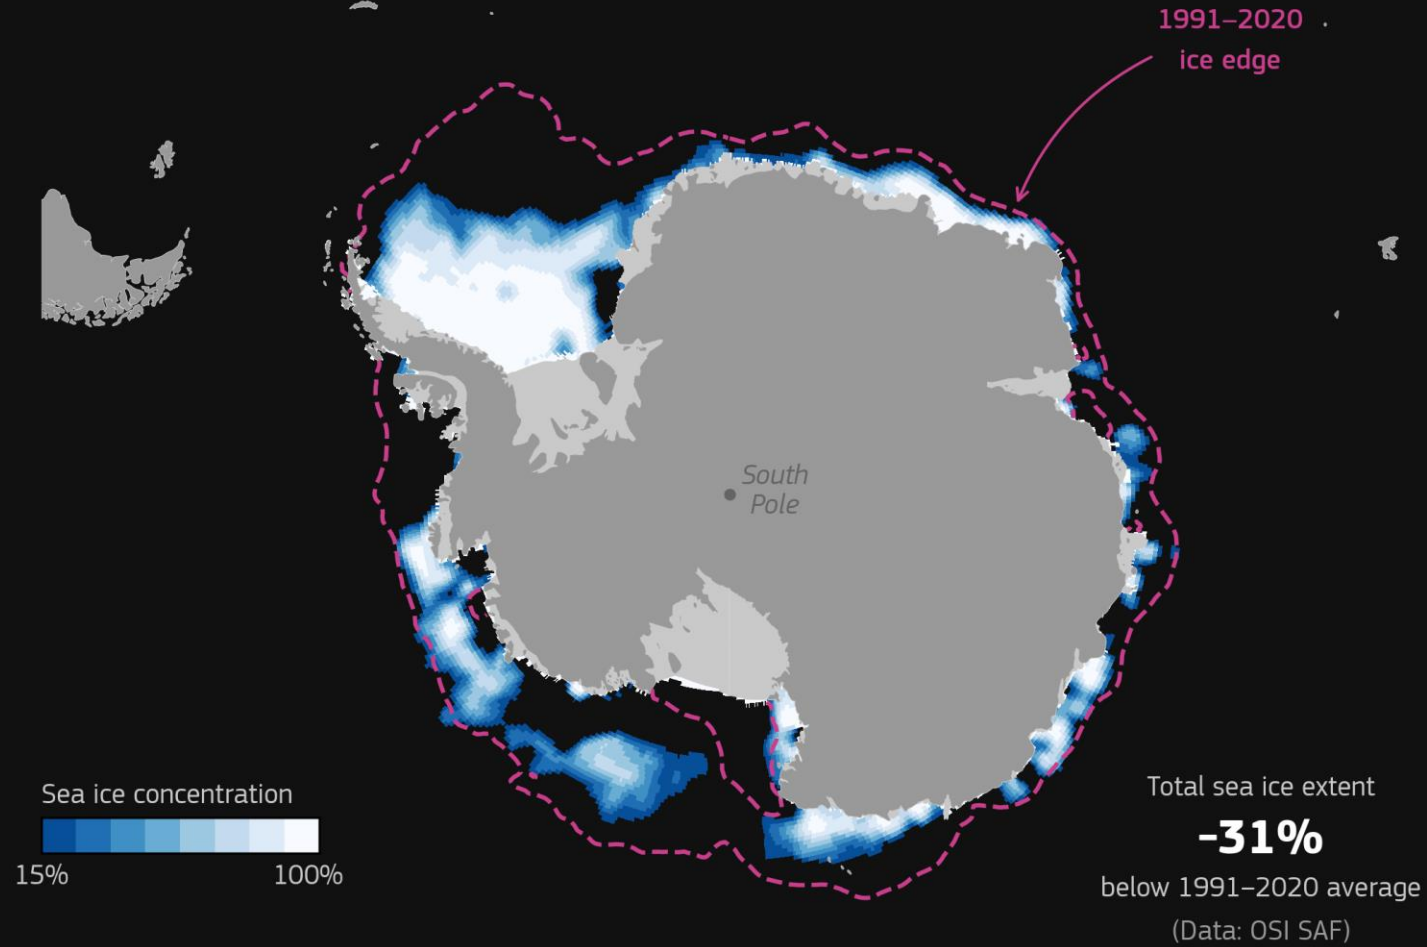 1991–2020
ice edge
South
Pole
Sea ice concentration
15%
100%
Total sea ice extent
-31%
below 1991–2020 average
(Data: OSI SAF)